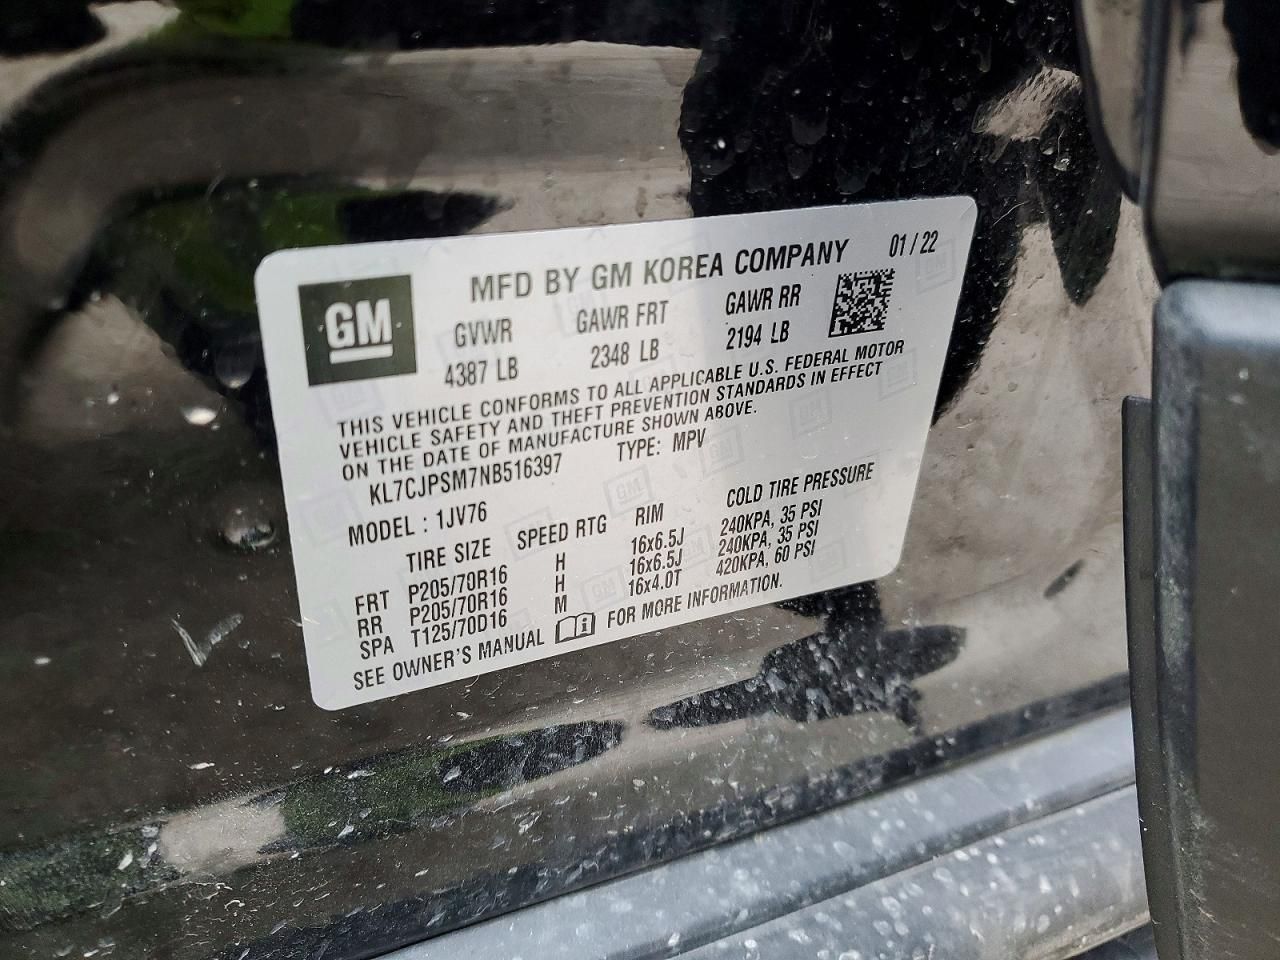 GM
MFD BY GM KOREA COMPANY 01 / 22
GVWR GAWR FRT GAWR RR
4387 LB 2348 LB 2194 LB
THIS VEHICLE CONFORMS TO ALL APPLICABLE U.S. FEDERAL MOTOR
VEHICLE SAFETY AND THEFT PREVENTION STANDARDS IN EFFECT
ON THE DATE OF MANUFACTURE SHOWN ABOVE.
KL7CJPSM7NB516397 TYPE: MPV
MODEL : 1JV76
TIRE SIZE SPEED RTG RIM COLD TIRE PRESSURE
FRT P205/70R16 H 16x6.5J 240KPA, 35 PSI
RR P205/70R16 H 16x6.5J 240KPA, 35 PSI
SPA T125/70D16 M 16x4.0T 420KPA, 60 PSI
SEE OWNER'S MANUAL i FOR MORE INFORMATION.